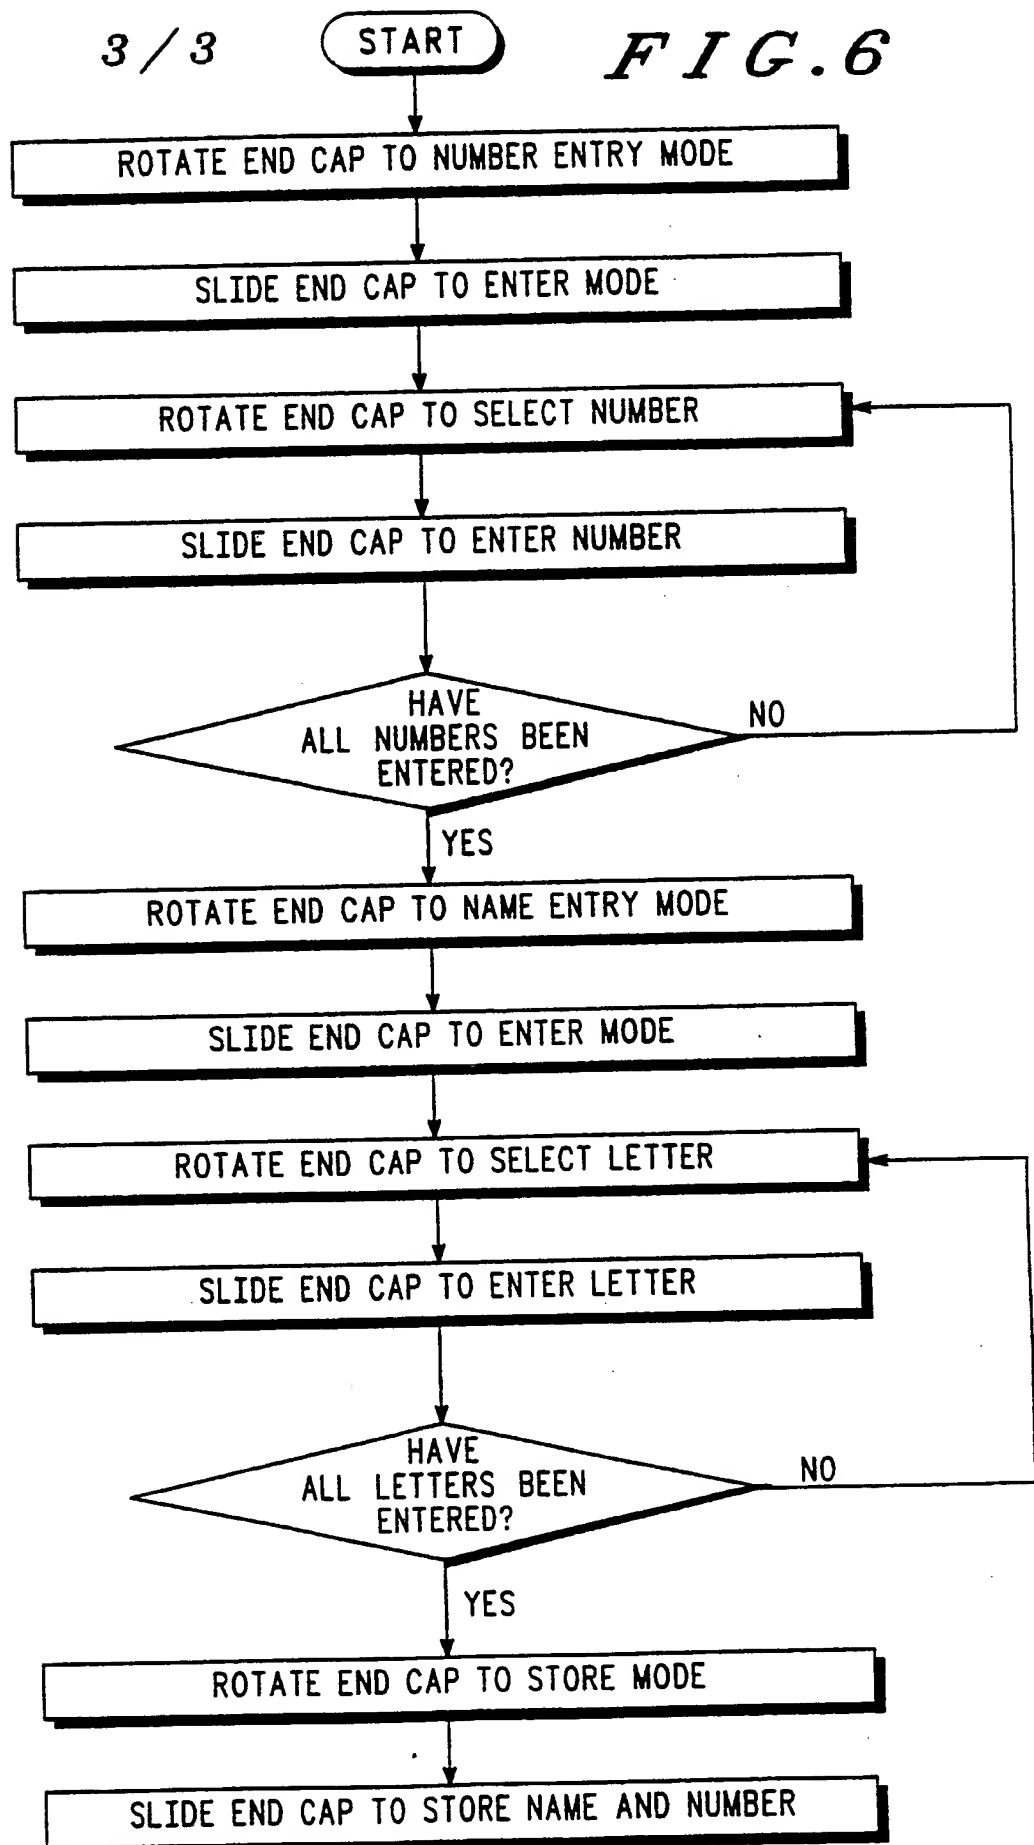 3/3
START
FIG. 6
ROTATE END CAP TO NUMBER ENTRY MODE
SLIDE END CAP TO ENTER MODE
ROTATE END CAP TO SELECT NUMBER
SLIDE END CAP TO ENTER NUMBER
HAVE
ALL NUMBERS BEEN
ENTERED?
NO
YES
ROTATE END CAP TO NAME ENTRY MODE
SLIDE END CAP TO ENTER MODE
ROTATE END CAP TO SELECT LETTER
SLIDE END CAP TO ENTER LETTER
HAVE
ALL LETTERS BEEN
ENTERED?
NO
YES
ROTATE END CAP TO STORE MODE
SLIDE END CAP TO STORE NAME AND NUMBER